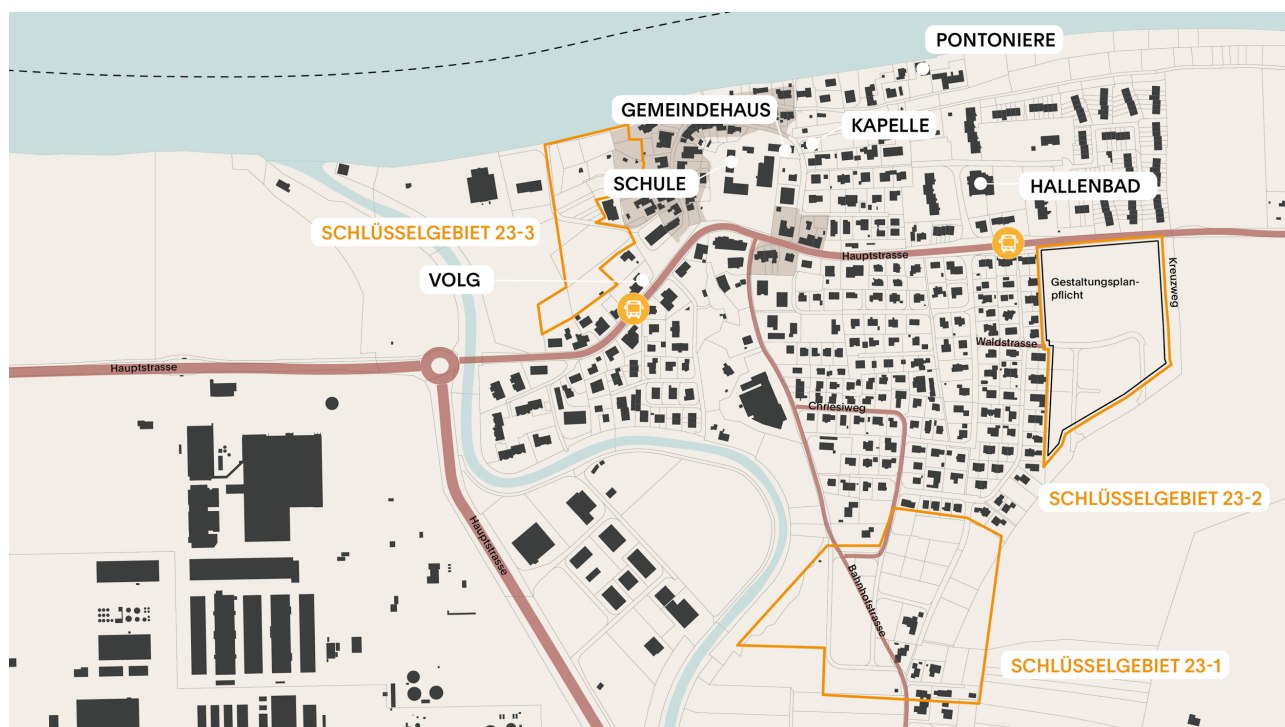 PONTONIERE
GEMEINDEHAUS
KAPELLE
SCHULE
HALLENBAD
SCHLÜSSELGEBIET 23-3
Hauptstrasse
VOLG
Gestaltungsplan-
pflicht
Kreuzweg
Waldstrasse
Hauptstrasse
Chriesiweg
SCHLÜSSELGEBIET 23-2
Hauptstrasse
Bahnhofstrasse
SCHLÜSSELGEBIET 23-1